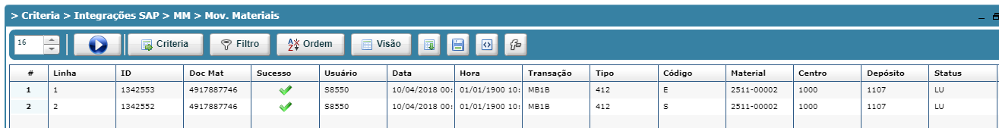 > Criteria > Integrações SAP > MM > Mov. Materiais
16 Criteria Filtro Ordem Visão
# Linha ID Doc Mat Sucesso Usuário Data Hora Transação Tipo Código Material Centro Depósito Status
1 1 1342553 4917887746 S8550 10/04/2018 00: 01/01/1900 10: MB1B 412 E 2511-00002 1000 1107 LU
2 2 1342552 4917887746 S8550 10/04/2018 00: 01/01/1900 10: MB1B 412 S 2511-00002 1000 1107 LU